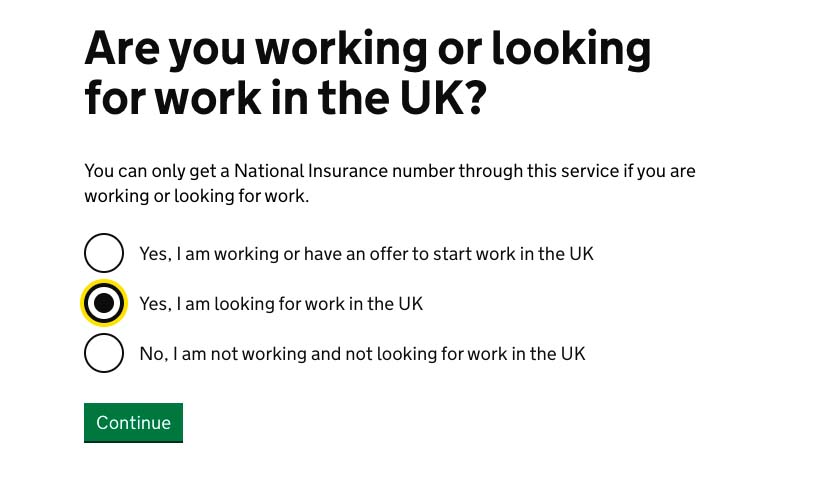 Are you working or looking
for work in the UK?
You can only get a National Insurance number through this service if you are
working or looking for work.
Yes, I am working or have an offer to start work in the UK
Yes, I am looking for work in the UK
No, I am not working and not looking for work in the UK
Continue